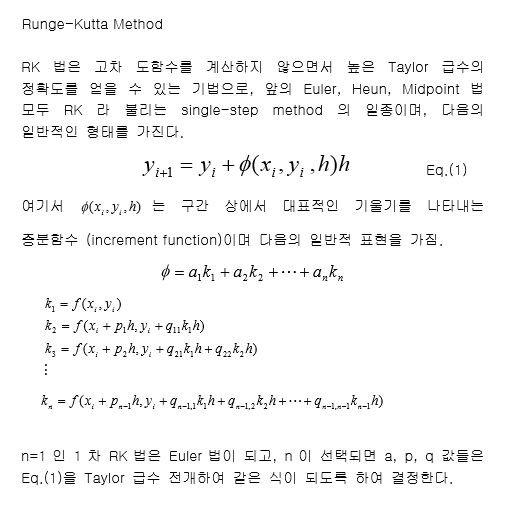 Runge-Kutta Method
RK 법은 고차 도함수를 계산하지 않으면서 높은 Taylor 급수의
정확도를 얻을 수 있는 기법으로, 앞의 Euler, Heun, Midpoint 법
모두 RK 라 불리는 single-step method 의 일종이며, 다음의
일반적인 형태를 가진다.
y_{i+1} = y_i + ϕ(x_i, y_i, h)h Eq.(1)
여기서 ϕ(x_i, y_i, h) 는 구간 상에서 대표적인 기울기를 나타내는
증분함수 (increment function)이며 다음의 일반적 표현을 가짐.
ϕ = a_1k_1 + a_2k_2 + ⋯ + a_nk_n
k_1 = f(x_i, y_i)
k_2 = f(x_i + p_1h, y_i + q_{11}k_1h)
k_3 = f(x_i + p_2h, y_i + q_{21}k_1h + q_{22}k_2h)
⋮
k_n = f(x_i + p_{n-1}h, y_i + q_{n-1,1}k_1h + q_{n-1,2}k_2h + ⋯ + q_{n-1,n-1}k_{n-1}h)
n=1 인 1 차 RK 법은 Euler 법이 되고, n 이 선택되면 a, p, q 값들은
Eq.(1)을 Taylor 급수 전개하여 같은 식이 되도록 하여 결정한다.